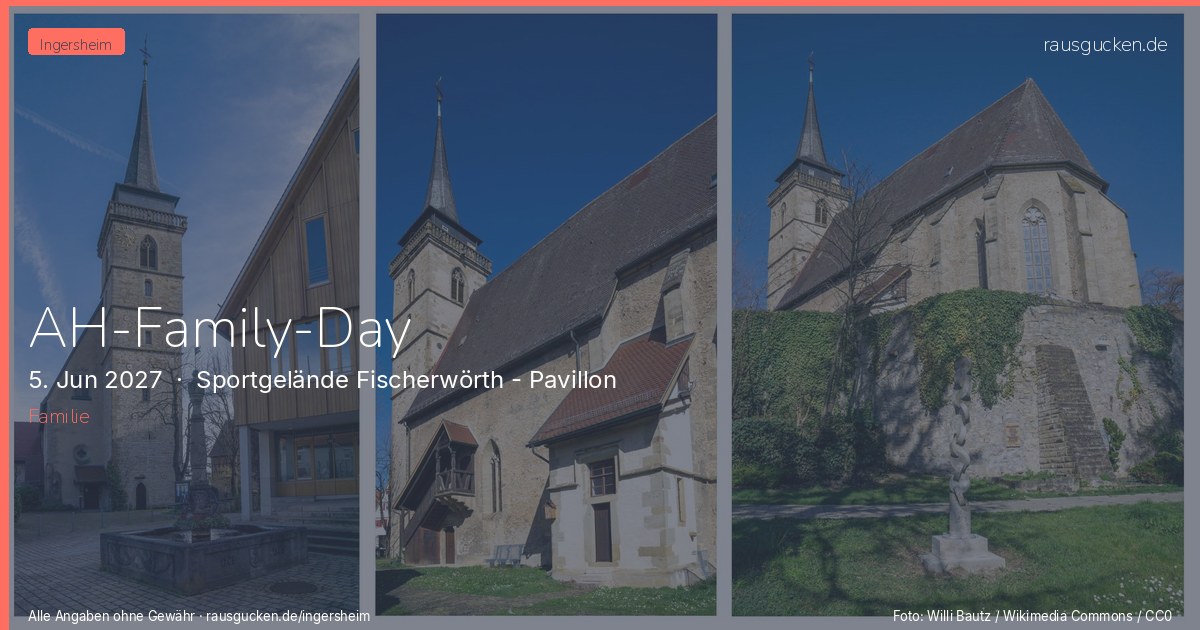 Ingersheim
rausgucken.de
AH-Family-Day
5. Jun 2027 · Sportgelände Fischerwörth - Pavillon
Familie
Alle Angaben ohne Gewähr · rausgucken.de/ingersheim
Foto: Willi Bautz / Wikimedia Commons / CC0